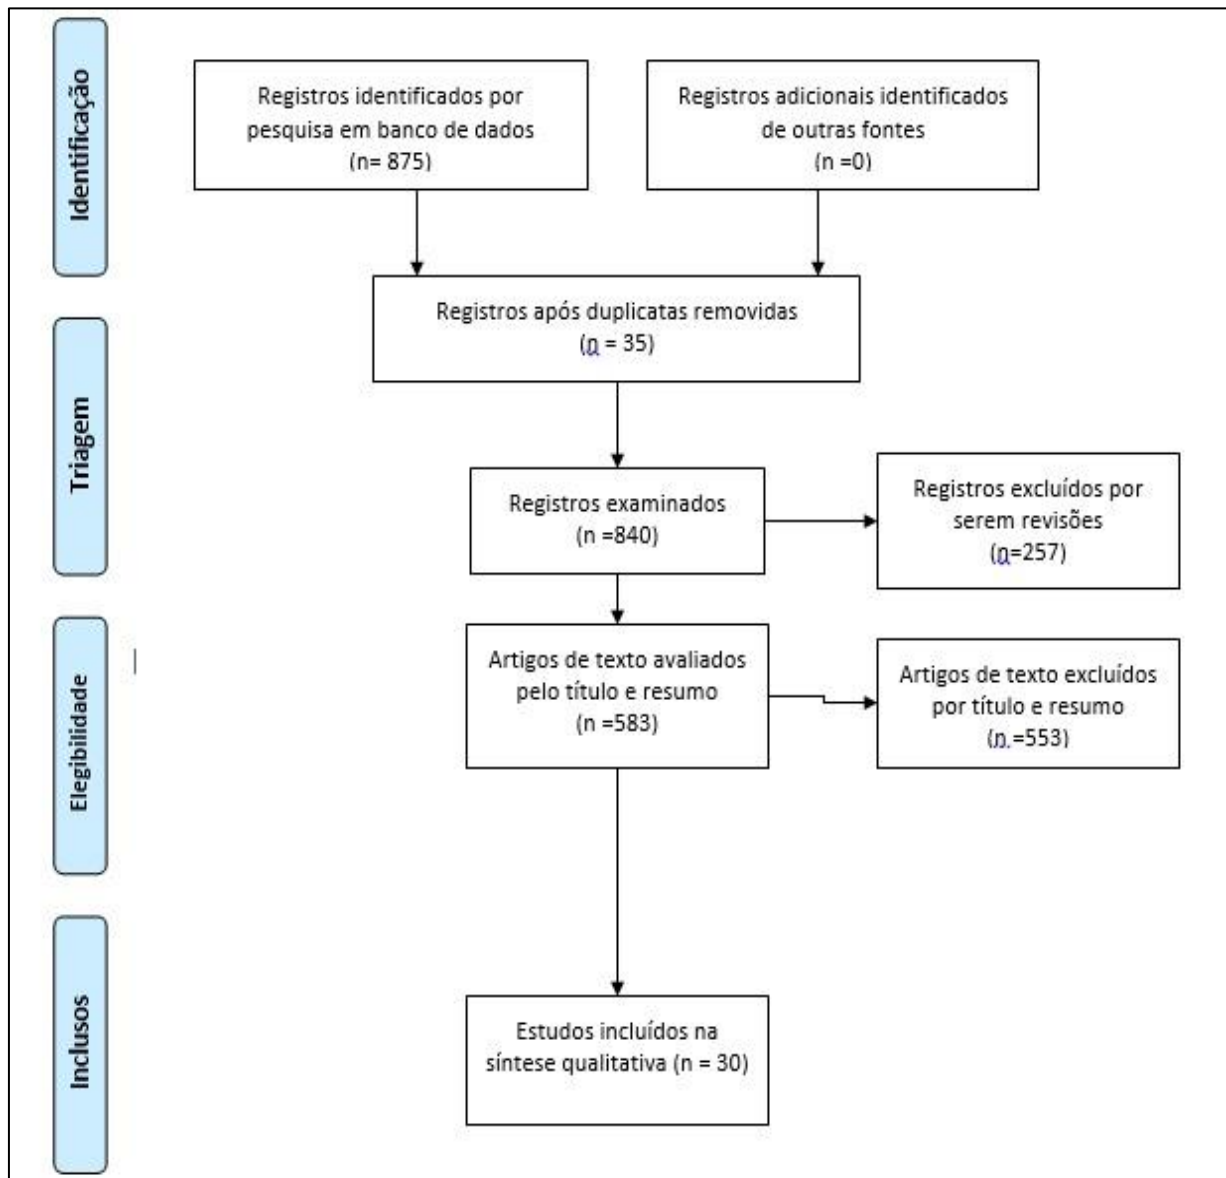 Identificação
Registros identificados por
pesquisa em banco de dados
(n= 875)
Registros adicionais identificados
de outras fontes
(n =0)
Registros após duplicatas removidas
(n = 35)
Triagem
Registros examinados
(n =840)
Registros excluídos por
serem revisões
(n=257)
Elegibilidade
Artigos de texto avaliados
pelo título e resumo
(n =583)
Artigos de texto excluídos
por título e resumo
(n.=553)
Inclusos
Estudos incluídos na
síntese qualitativa (n = 30)